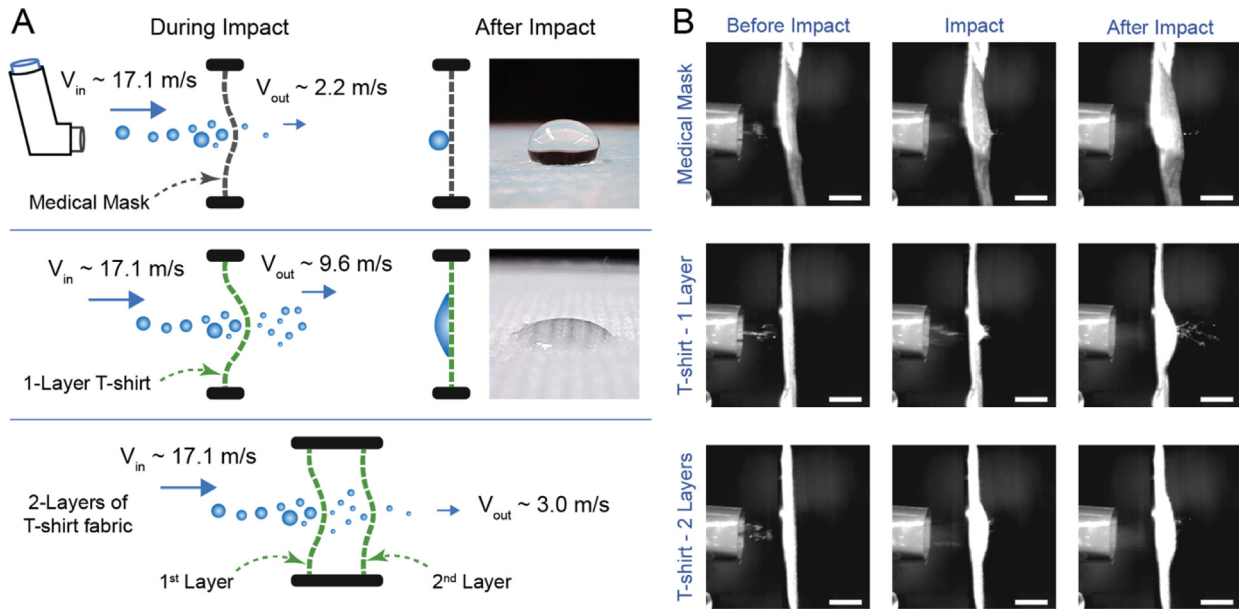 A
During Impact
After Impact
V_in ~ 17.1 m/s
V_out ~ 2.2 m/s
Medical Mask
V_in ~ 17.1 m/s
V_out ~ 9.6 m/s
1-Layer T-shirt
V_in ~ 17.1 m/s
2-Layers of
T-shirt fabric
V_out ~ 3.0 m/s
1st Layer
2nd Layer
B
Before Impact
Impact
After Impact
Medical Mask
T-shirt - 1 Layer
T-shirt - 2 Layers